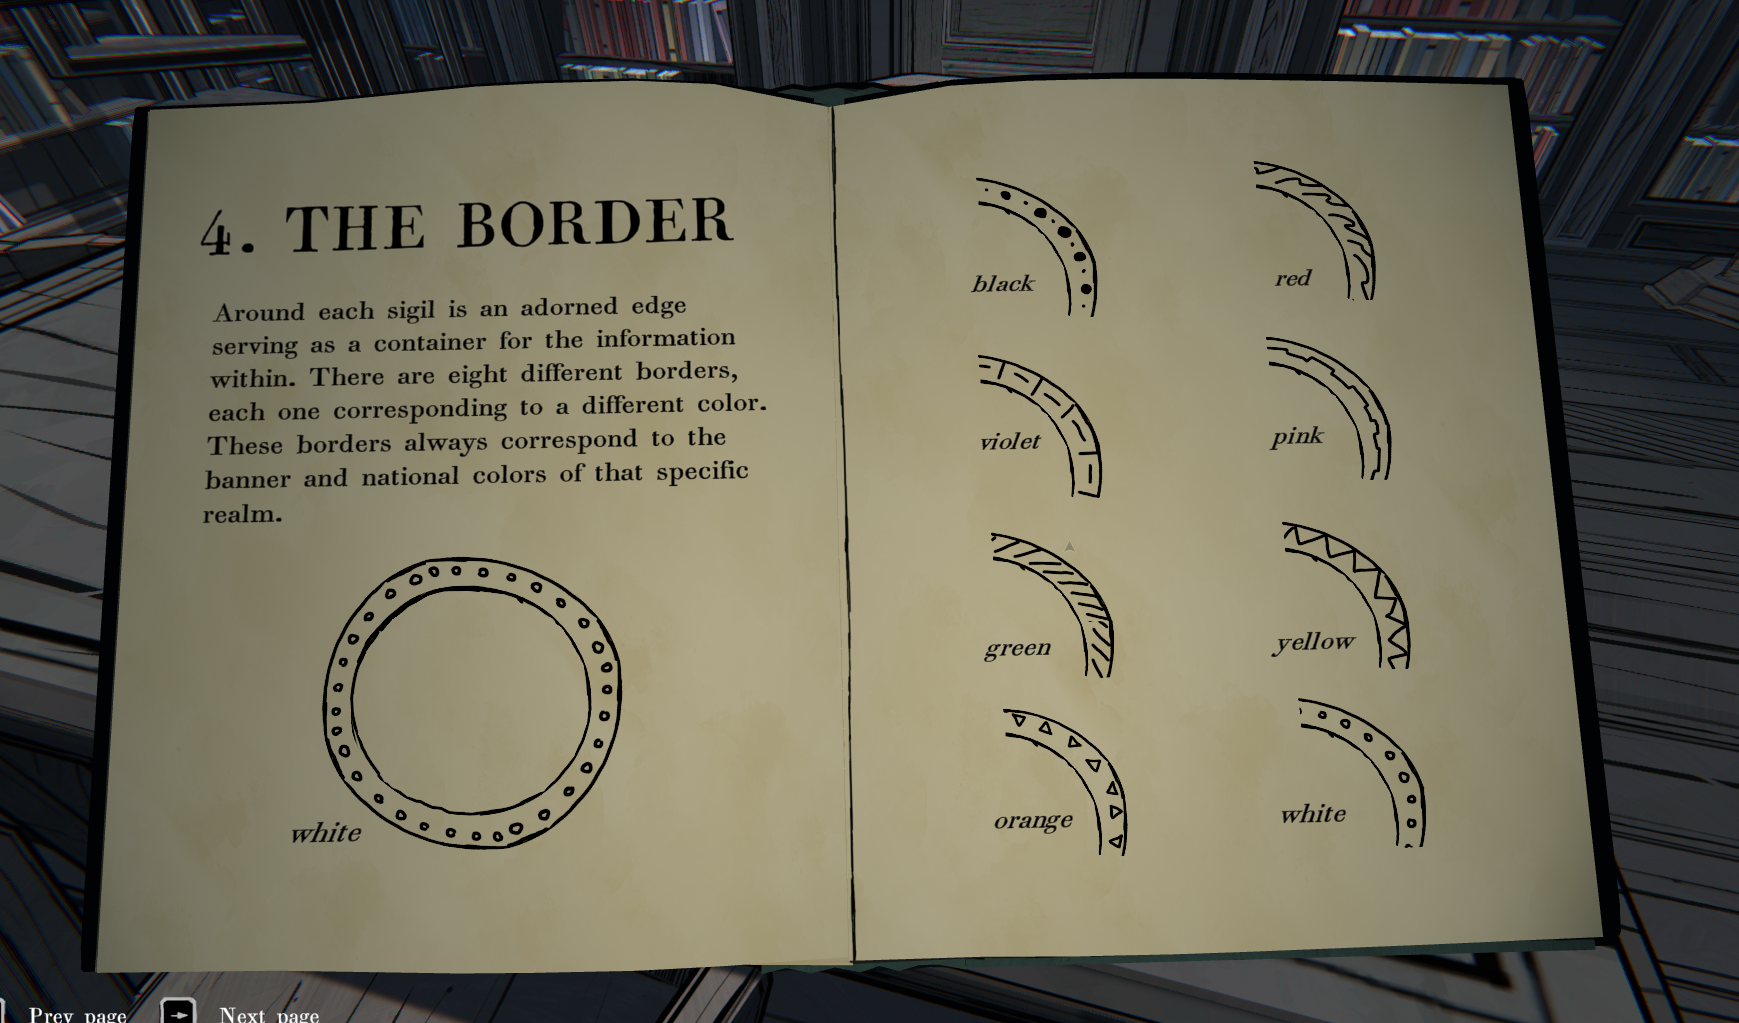 4. THE BORDER
Around each sigil is an adorned edge
serving as a container for the information
within. There are eight different borders,
each one corresponding to a different color.
These borders always correspond to the
banner and national colors of that specific
realm.
white
black
red
violet
pink
green
yellow
orange
white
Prev page
→ Next page